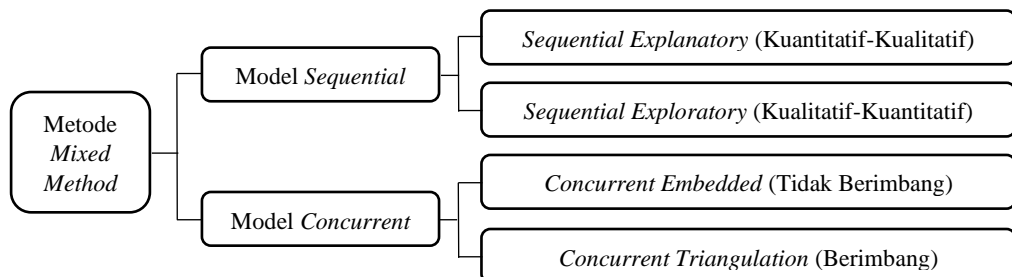 Metode
Mixed
Method
Model Sequential
Sequential Explanatory (Kuantitatif-Kualitatif)
Sequential Exploratory (Kualitatif-Kuantitatif)
Model Concurrent
Concurrent Embedded (Tidak Berimbang)
Concurrent Triangulation (Berimbang)